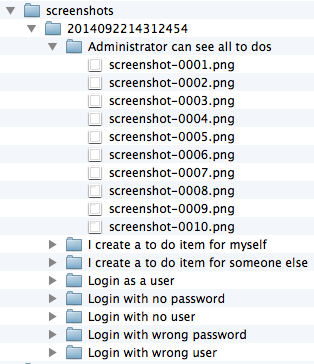 screenshots
2014092214312454
Administrator can see all to dos
screenshot-0001.png
screenshot-0002.png
screenshot-0003.png
screenshot-0004.png
screenshot-0005.png
screenshot-0006.png
screenshot-0007.png
screenshot-0008.png
screenshot-0009.png
screenshot-0010.png
I create a to do item for myself
I create a to do item for someone else
Login as a user
Login with no password
Login with no user
Login with wrong password
Login with wrong user